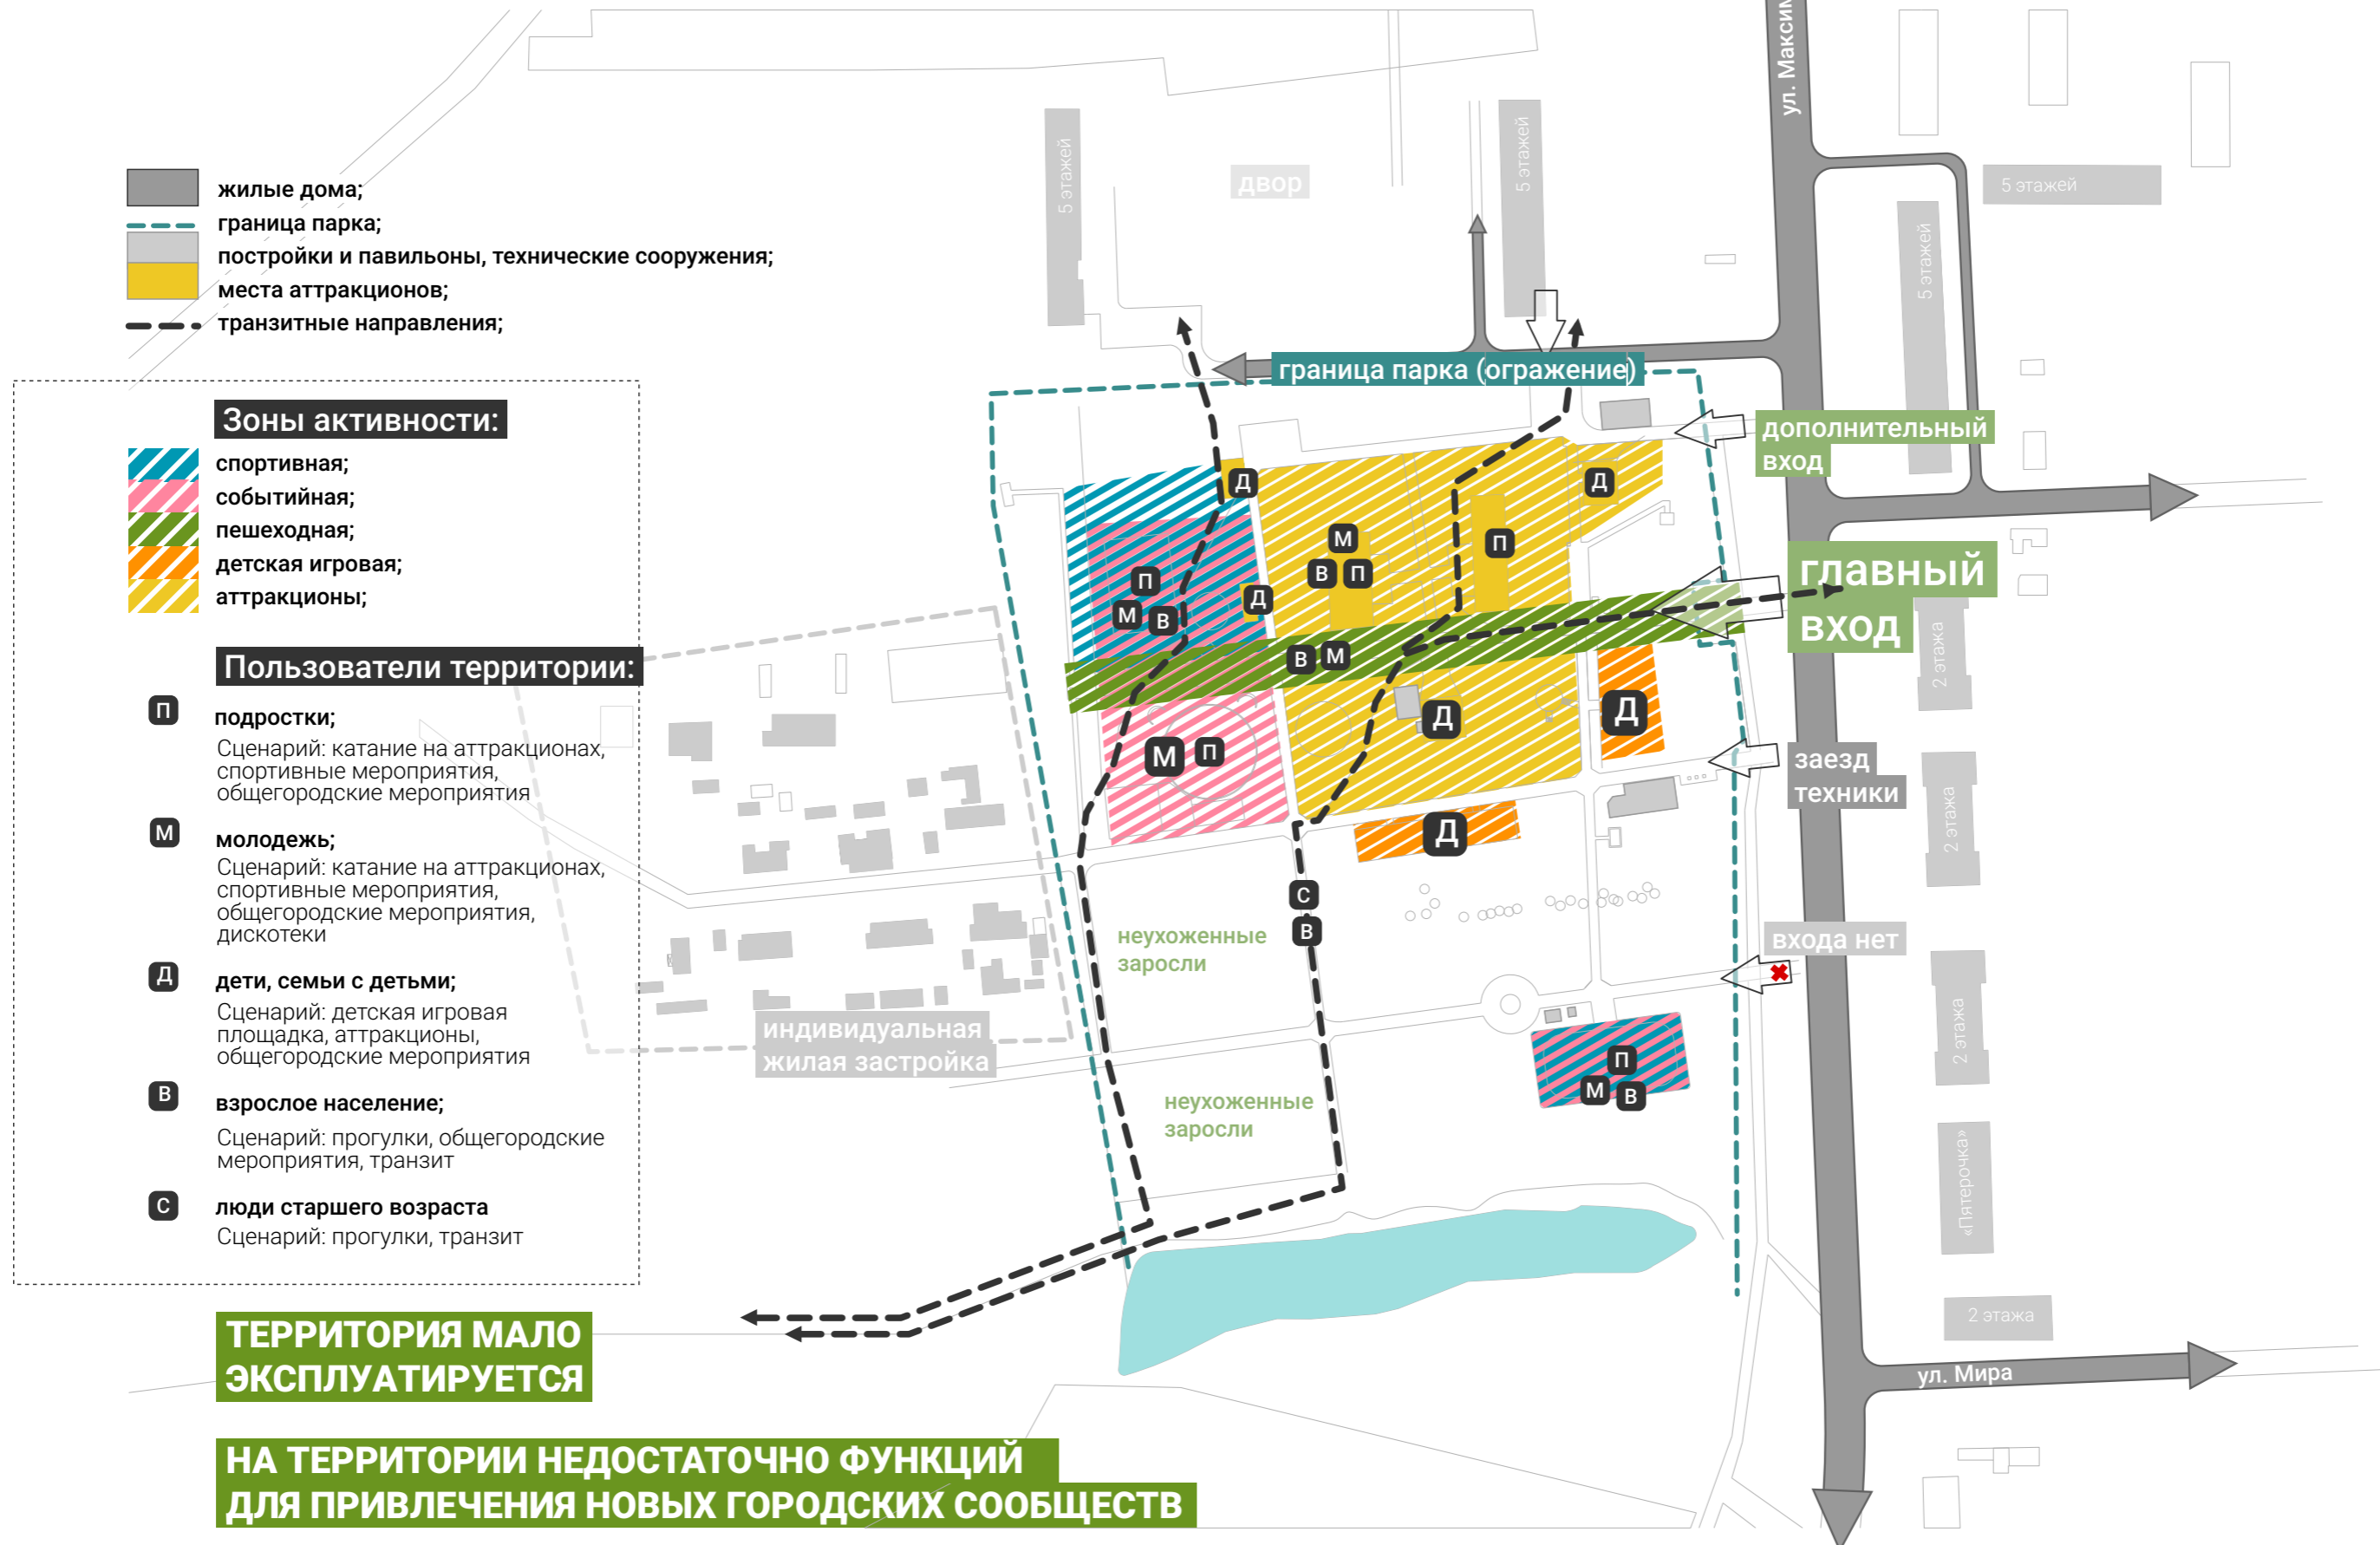 жилые дома;
граница парка;
постройки и павильоны, технические сооружения;
места аттракционов;
транзитные направления;
Зоны активности:
спортивная;
событийная;
пешеходная;
детская игровая;
аттракционы;
Пользователи территории:
П
подростки;
Сценарий: катание на аттракционах,
спортивные мероприятия,
общегородские мероприятия
М
молодежь;
Сценарий: катание на аттракционах,
спортивные мероприятия,
общегородские мероприятия,
дискотеки
Д
дети, семьи с детьми;
Сценарий: детская игровая
площадка, аттракционы,
общегородские мероприятия
В
взрослое население;
Сценарий: прогулки, общегородские
мероприятия, транзит
С
люди старшего возраста
Сценарий: прогулки, транзит
ТЕРРИТОРИЯ МАЛО
ЭКСПЛУАТИРУЕТСЯ
НА ТЕРРИТОРИИ НЕДОСТАТОЧНО ФУНКЦИЙ
ДЛЯ ПРИВЛЕЧЕНИЯ НОВЫХ ГОРОДСКИХ СООБЩЕСТВ
ул. Максим
5 этажей
двор
5 этажей
5 этажей
5 этажей
граница парка (огражение)
дополнительный
вход
главный
вход
Д
Д
М
В П
П
П
М В
Д
В М
М П
Д
Д
Д
С
В
заезд
техники
входа нет
неухоженные
заросли
неухоженные
заросли
индивидуальная
жилая застройка
П
М В
2 этажа
2 этажа
2 этажа
«Пятерочка»
2 этажа
ул. Мира